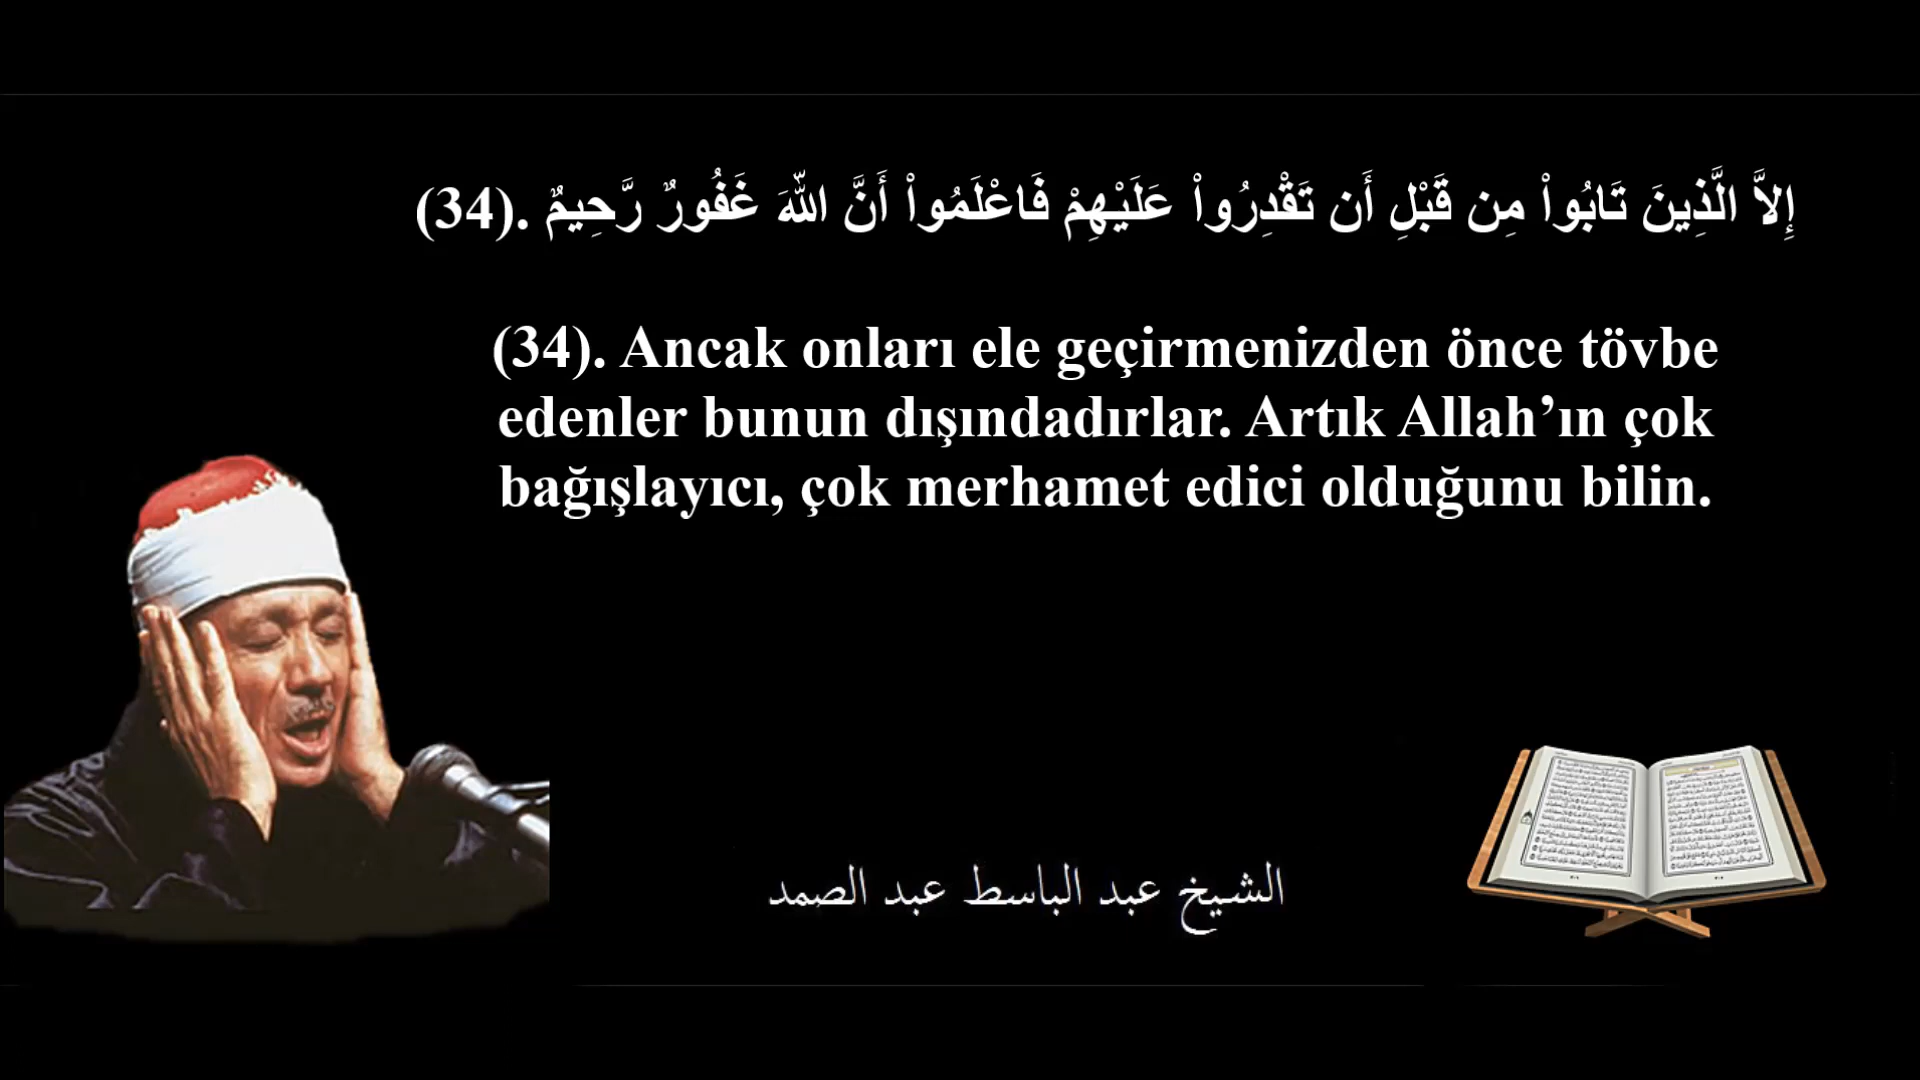 إِلاَّ الَّذِينَ تَابُواْ مِن قَبْلِ أَن تَقْدِرُواْ عَلَيْهِمْ فَاعْلَمُواْ أَنَّ اللّهَ غَفُورٌ رَّحِيمٌ .(34)
(34). Ancak onları ele geçirmenizden önce tövbe
edenler bunun dışındadırlar. Artık Allah’ın çok
bağışlayıcı, çok merhamet edici olduğunu bilin.
الشيخ عبد الباسط عبد الصمد